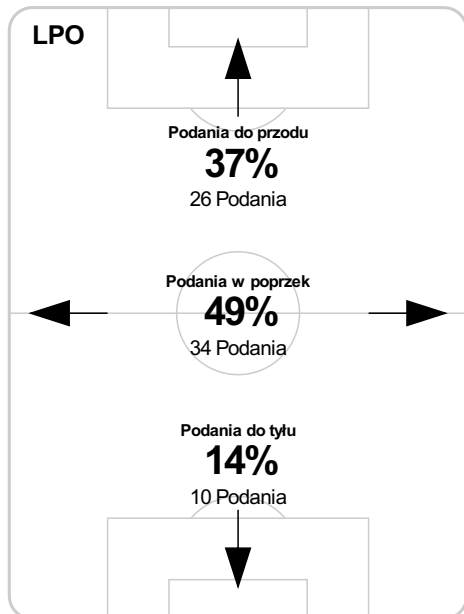 LPO
Podania do przodu
37%
26 Podania
Podania w poprzek
49%
34 Podania
Podania do tyłu
14%
10 Podania